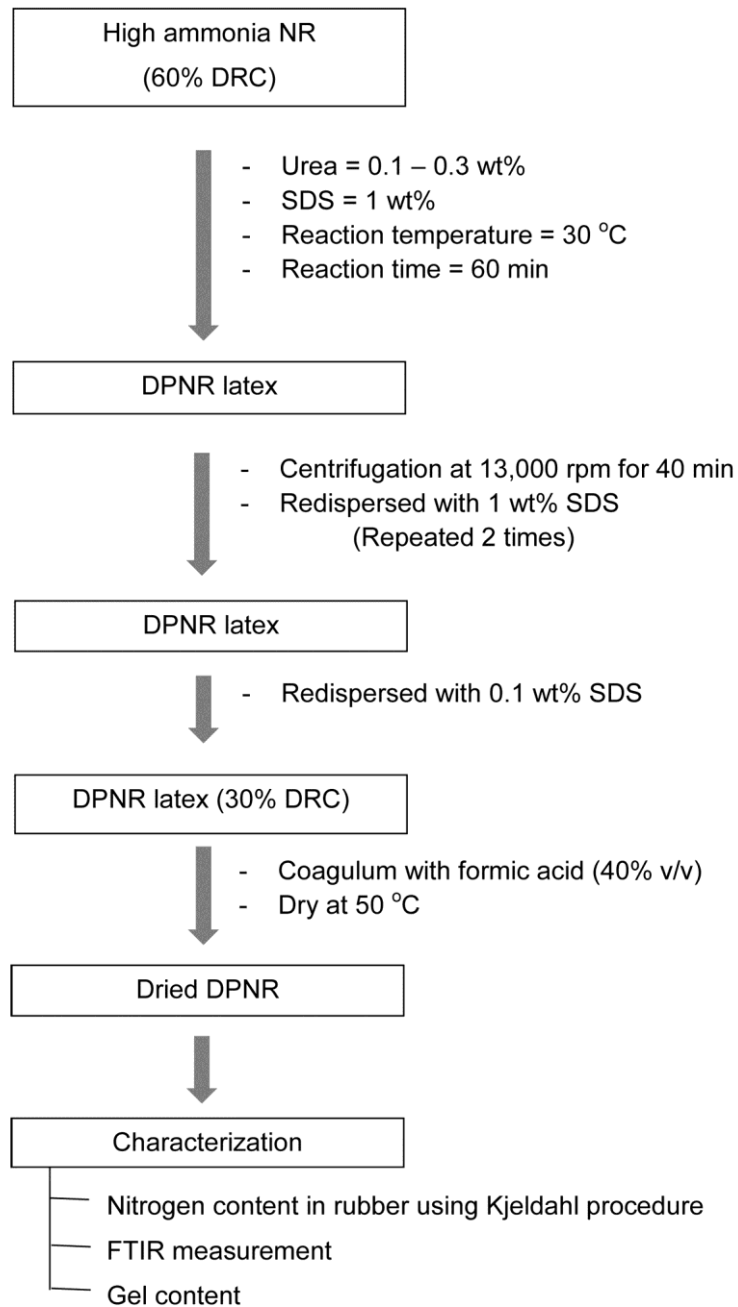 High ammonia NR
(60% DRC)
- Urea = 0.1 – 0.3 wt%
- SDS = 1 wt%
- Reaction temperature = 30 °C
- Reaction time = 60 min
DPNR latex
- Centrifugation at 13,000 rpm for 40 min
- Redispersed with 1 wt% SDS
(Repeated 2 times)
DPNR latex
- Redispersed with 0.1 wt% SDS
DPNR latex (30% DRC)
- Coagulum with formic acid (40% v/v)
- Dry at 50 °C
Dried DPNR
Characterization
Nitrogen content in rubber using Kjeldahl procedure
FTIR measurement
Gel content